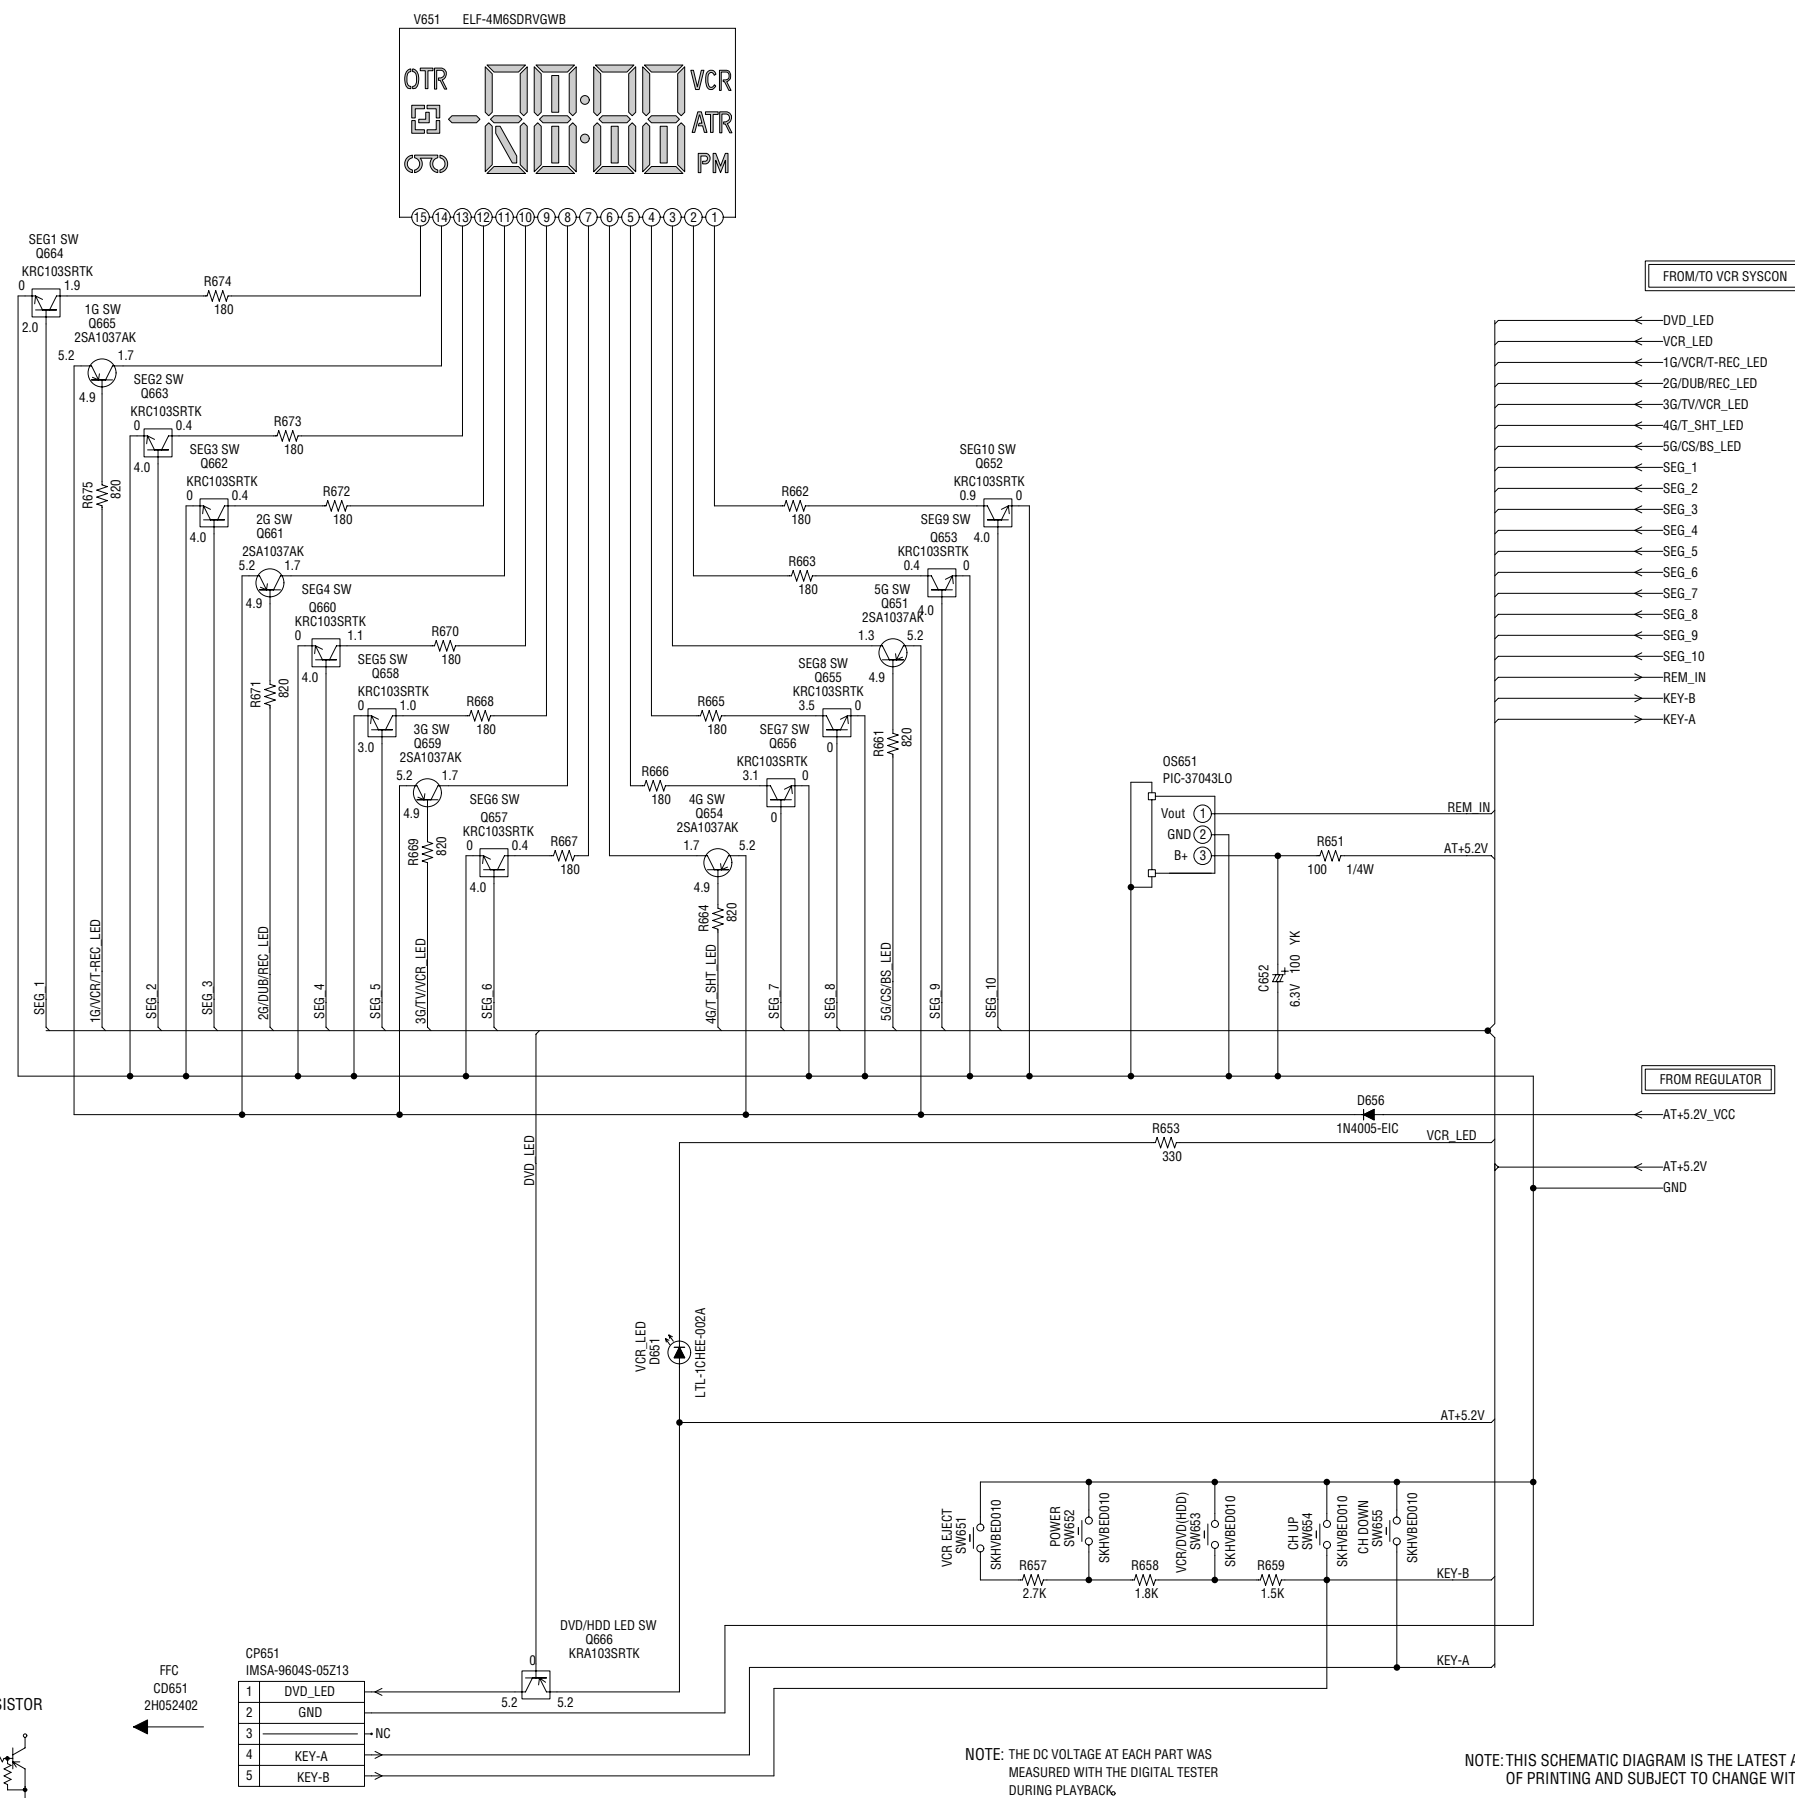 V651 ELF-4M6SDRVGWB
OTR
VCR
ATR
PM
15 14 13 12 11 10 9 8 7 6 5 4 3 2 1
SEG1 SW
Q664
KRC103SRTK
0 1.9
2.0
R674
180
1G SW
Q665
2SA1037AK
5.2 1.7
4.9
SEG2 SW
Q663
KRC103SRTK
0 0.4
4.0
R673
180
R675
820
SEG3 SW
Q662
KRC103SRTK
0 0.4
4.0
R672
180
2G SW
Q661
2SA1037AK
5.2 1.7
4.9
R671
820
SEG4 SW
Q660
KRC103SRTK
0 1.1
4.0
R670
180
SEG5 SW
Q658
KRC103SRTK
0 1.0
3.0
R668
180
3G SW
Q659
2SA1037AK
5.2 1.7
4.9
R669
820
SEG6 SW
Q657
KRC103SRTK
0 0.4
4.0
R667
180
SEG10 SW
Q652
KRC103SRTK
0.9 0
4.0
R662
180
SEG9 SW
Q653
KRC103SRTK
0.4 0
4.0
R663
180
5G SW
Q651
2SA1037AK
1.3 5.2
4.9
R661
820
SEG8 SW
Q655
KRC103SRTK
3.5 0
0
R665
180
SEG7 SW
Q656
KRC103SRTK
3.1 0
0
R666
180
4G SW
Q654
2SA1037AK
1.7 5.2
4.9
R664
820
SEG_1
1G/VCR/T-REC_LED
SEG_2
SEG_3
2G/DUB/REC_LED
SEG_4
SEG_5
3G/TV/VCR_LED
SEG_6
4G/T_SHT_LED
SEG_7
SEG_8
5G/CS/BS_LED
SEG_9
SEG_10
FROM/TO VCR SYSCON
DVD_LED
VCR_LED
1G/VCR/T-REC_LED
2G/DUB/REC_LED
3G/TV/VCR_LED
4G/T_SHT_LED
5G/CS/BS_LED
SEG_1
SEG_2
SEG_3
SEG_4
SEG_5
SEG_6
SEG_7
SEG_8
SEG_9
SEG_10
REM_IN
KEY-B
KEY-A
OS651
PIC-37043LO
Vout 1
GND 2
B+ 3
REM_IN
R651
100 1/4W
AT+5.2V
C652
6.3V 100 YK
+
FROM REGULATOR
AT+5.2V_VCC
AT+5.2V
GND
D656
1N4005-EIC
R653
330
VCR_LED
DVD_LED
VCR_LED
D651
LTL-1CHEE-002A
AT+5.2V
VCR EJECT
SW651
SKHVBED010
POWER
SW652
SKHVBED010
VCR/DVD(HDD)
SW653
SKHVBED010
CH UP
SW654
SKHVBED010
CH DOWN
SW655
SKHVBED010
R657
2.7K
R658
1.8K
R659
1.5K
KEY-B
KEY-A
DVD/HDD LED SW
Q666
KRA103SRTK
0
5.2 5.2
CP651
IMSA-9604S-05Z13
1 DVD_LED
2 GND
3 NC
4 KEY-A
5 KEY-B
FFC
CD651
2H052402
SISTOR
NOTE: THE DC VOLTAGE AT EACH PART WAS
MEASURED WITH THE DIGITAL TESTER
DURING PLAYBACK.
NOTE: THIS SCHEMATIC DIAGRAM IS THE LATEST A
OF PRINTING AND SUBJECT TO CHANGE WIT